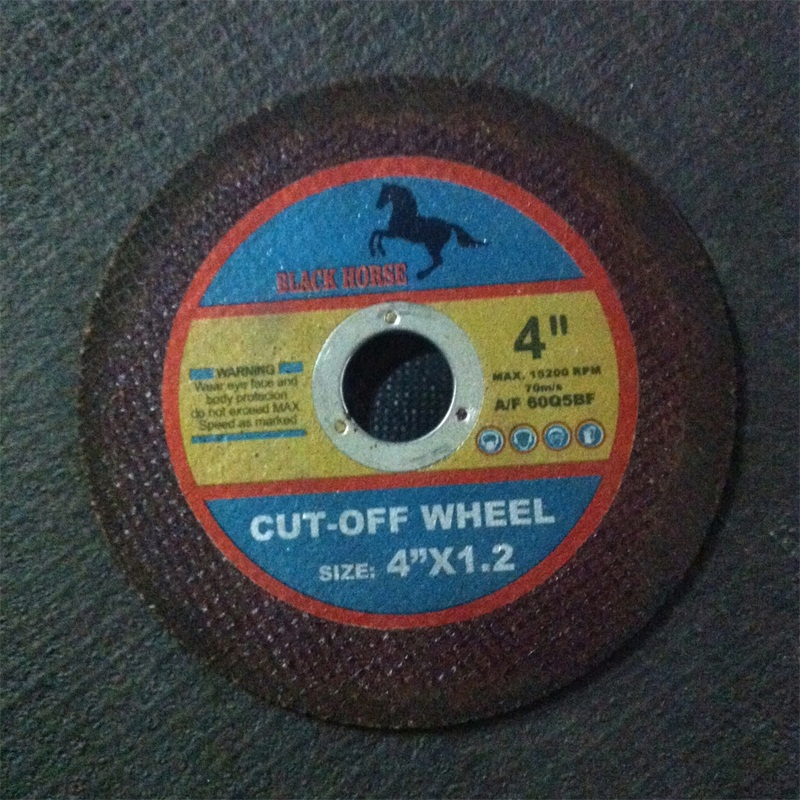 BLACK HORSE
4"
MAX. 15200 RPM
70m/s
A/F 60Q5BF
WARNING
Wear eye face and
body protecion
do not exceed MAX
Speed as marked
CUT-OFF WHEEL
SIZE: 4”X1.2